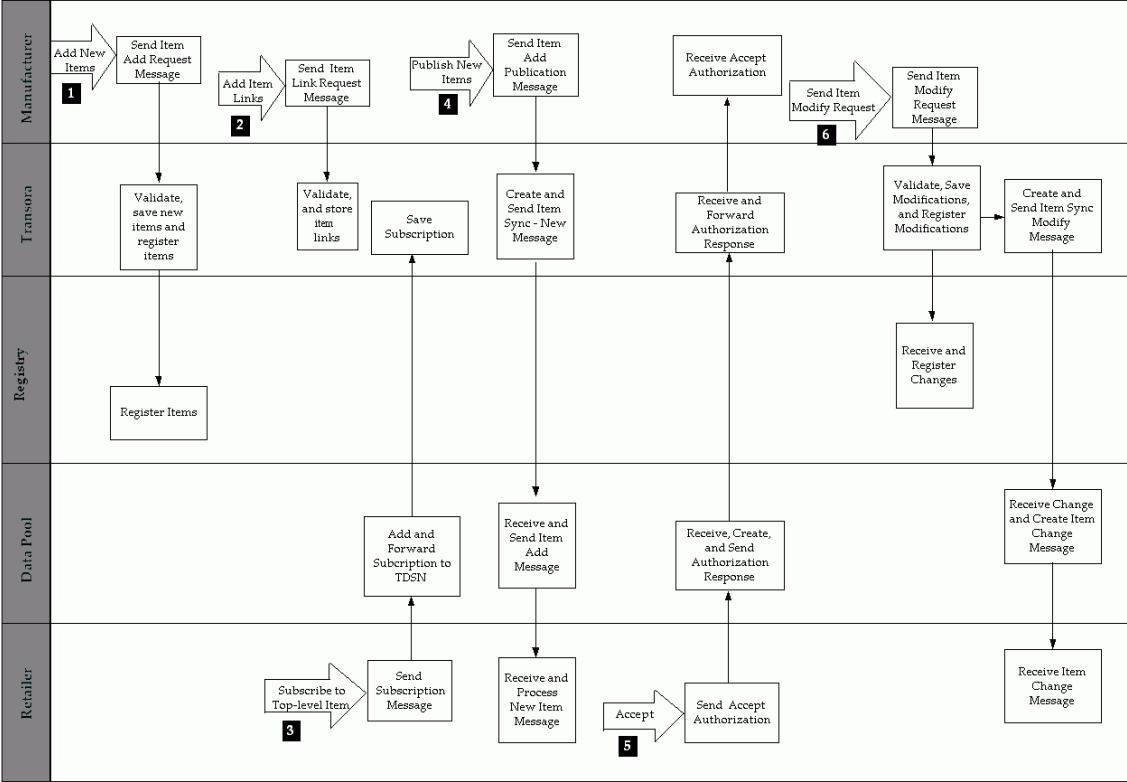 Manufacturer
Add New
Items
1
Send Item
Add Request
Message
Add Item
Links
2
Send Item
Link Request
Message
Publish New
Items
4
Send Item
Add
Publication
Message
Receive Accept
Authorization
Send Item
Modify Request
6
Send Item
Modify
Request
Message
Transora
Validate,
save new
items and
register
items
Validate,
and store
item
links
Save
Subscription
Create and
Send Item
Sync - New
Message
Receive and
Forward
Authorization
Response
Validate, Save
Modifications,
and Register
Modifications
Create and
Send Item Sync
Modify
Message
Registry
Register Items
Receive and
Register
Changes
Data Pool
Add and
Forward
Subcription to
TDSN
Receive and
Send Item
Add
Message
Receive, Create,
and Send
Authorization
Response
Receive Change
and Create Item
Change
Message
Retailer
Subscribe to
Top-level Item
3
Send
Subscription
Message
Receive and
Process
New Item
Message
Accept
5
Send Accept
Authorization
Receive Item
Change
Message